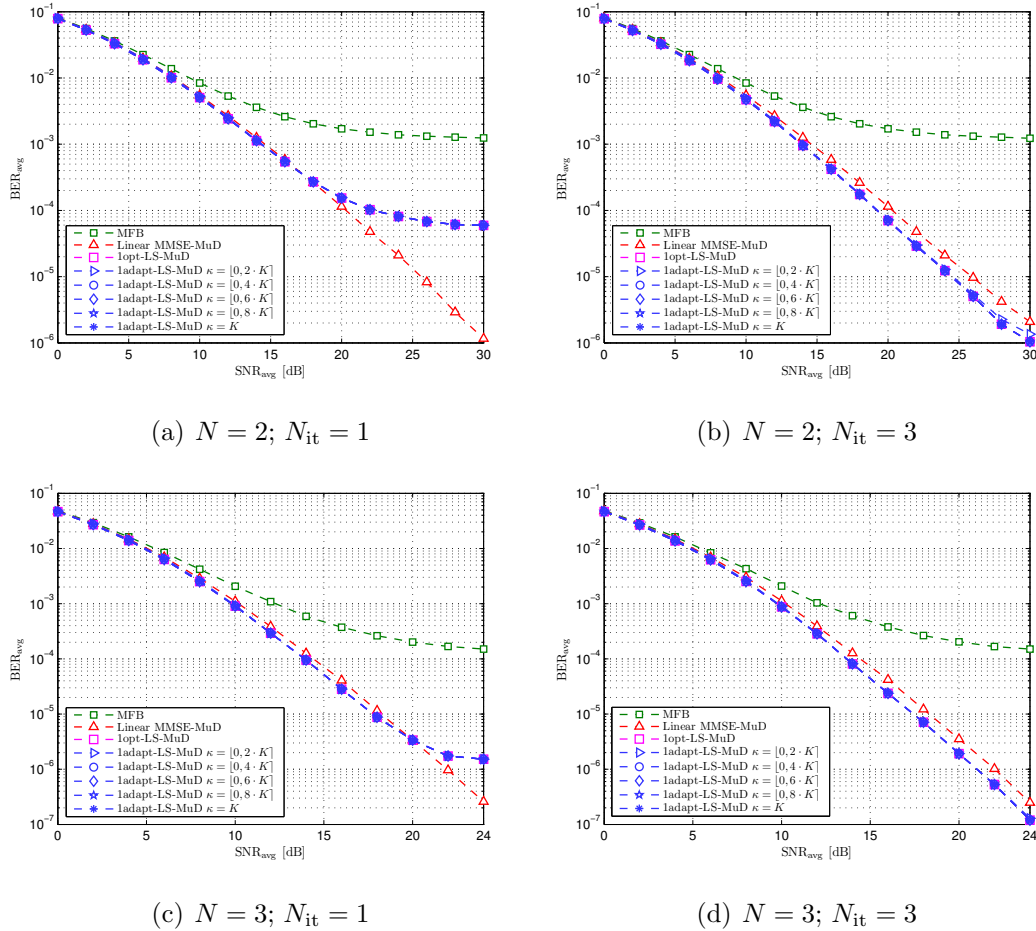 10⁻¹
10⁻²
10⁻³
10⁻⁴
10⁻⁵
10⁻⁶
BER_avg
0 5 10 15 20 25 30
SNR_avg [dB]
MFB
Linear MMSE-MuD
1opt-LS-MuD
1adapt-LS-MuD κ = ⌊0, 2 · K⌉
1adapt-LS-MuD κ = ⌊0, 4 · K⌉
1adapt-LS-MuD κ = ⌊0, 6 · K⌉
1adapt-LS-MuD κ = ⌊0, 8 · K⌉
1adapt-LS-MuD κ = K
(a) N = 2; N_it = 1
10⁻¹
10⁻²
10⁻³
10⁻⁴
10⁻⁵
10⁻⁶
BER_avg
0 5 10 15 20 25 30
SNR_avg [dB]
MFB
Linear MMSE-MuD
1opt-LS-MuD
1adapt-LS-MuD κ = ⌊0, 2 · K⌉
1adapt-LS-MuD κ = ⌊0, 4 · K⌉
1adapt-LS-MuD κ = ⌊0, 6 · K⌉
1adapt-LS-MuD κ = ⌊0, 8 · K⌉
1adapt-LS-MuD κ = K
(b) N = 2; N_it = 3
10⁻¹
10⁻²
10⁻³
10⁻⁴
10⁻⁵
10⁻⁶
10⁻⁷
BER_avg
0 5 10 15 20 24
SNR_avg [dB]
MFB
Linear MMSE-MuD
1opt-LS-MuD
1adapt-LS-MuD κ = ⌊0, 2 · K⌉
1adapt-LS-MuD κ = ⌊0, 4 · K⌉
1adapt-LS-MuD κ = ⌊0, 6 · K⌉
1adapt-LS-MuD κ = ⌊0, 8 · K⌉
1adapt-LS-MuD κ = K
(c) N = 3; N_it = 1
10⁻¹
10⁻²
10⁻³
10⁻⁴
10⁻⁵
10⁻⁶
10⁻⁷
BER_avg
0 5 10 15 20 24
SNR_avg [dB]
MFB
Linear MMSE-MuD
1opt-LS-MuD
1adapt-LS-MuD κ = ⌊0, 2 · K⌉
1adapt-LS-MuD κ = ⌊0, 4 · K⌉
1adapt-LS-MuD κ = ⌊0, 6 · K⌉
1adapt-LS-MuD κ = ⌊0, 8 · K⌉
1adapt-LS-MuD κ = K
(d) N = 3; N_it = 3